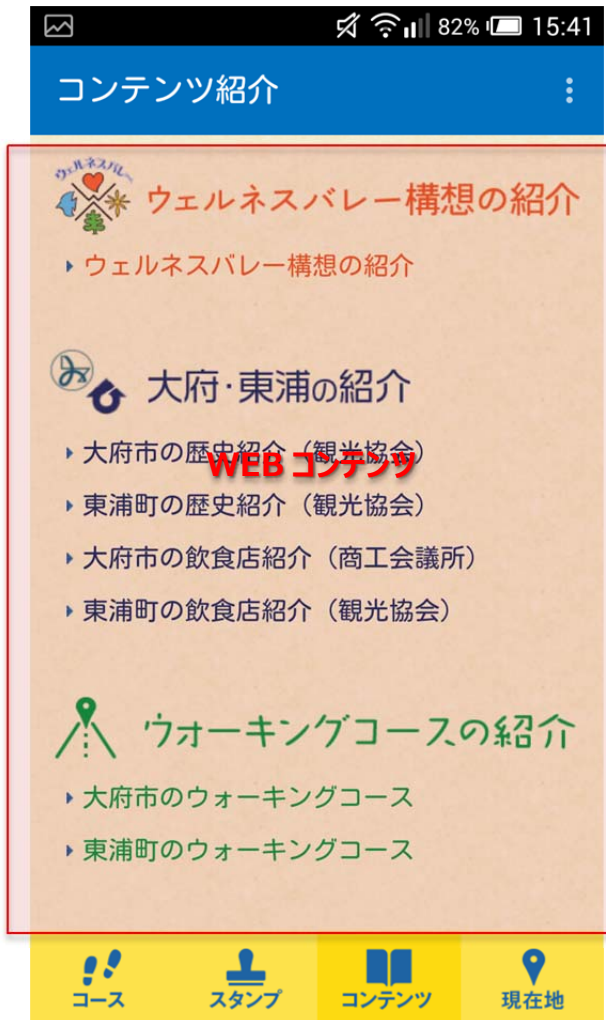 82% 15:41
コンテンツ紹介
ウェルネスバレー
ウェルネスバレー構想の紹介
ウェルネスバレー構想の紹介
大府・東浦の紹介
大府市の歴史紹介（観光協会）
WEB コンテンツ
東浦町の歴史紹介（観光協会）
大府市の飲食店紹介（商工会議所）
東浦町の飲食店紹介（観光協会）
ウォーキングコースの紹介
大府市のウォーキングコース
東浦町のウォーキングコース
コース スタンプ コンテンツ 現在地